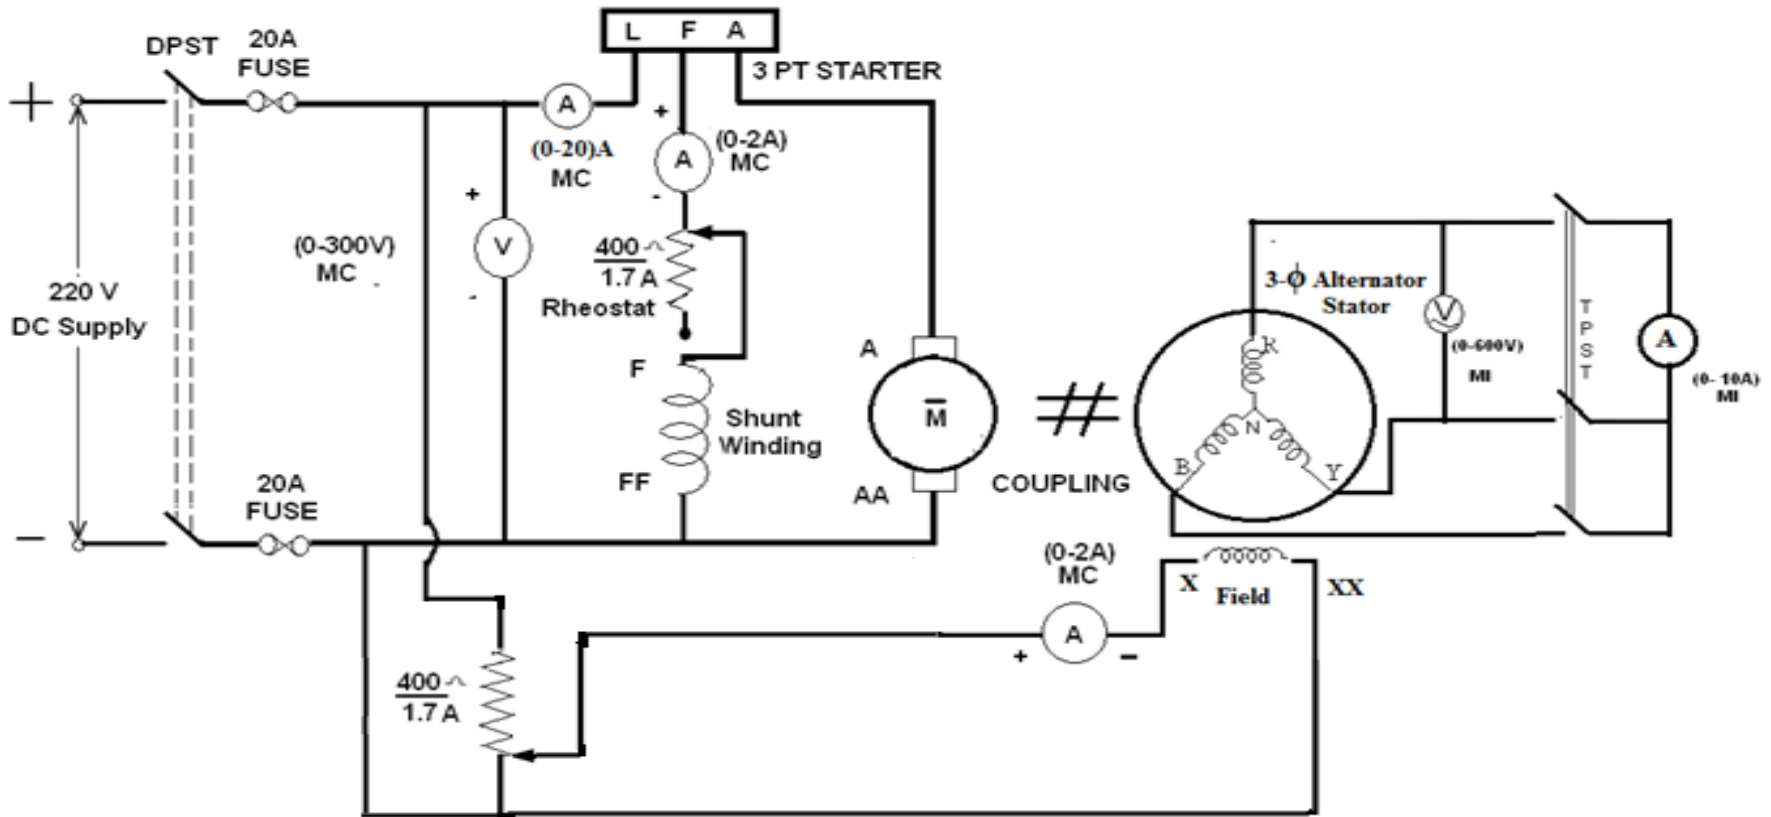 DPST
20A
FUSE
L F A
3 PT STARTER
+
A
(0-20)A
MC
+
A
-
(0-2A)
MC
+
V
(0-300V)
MC
400
1.7 A
Rheostat
220 V
DC Supply
F
Shunt
Winding
FF
A
M
AA
COUPLING
3-ϕ Alternator
Stator
R
N
B
Y
V
(0-600V)
MI
TPST
A
(0-10A)
MI
20A
FUSE
−
(0-2A)
MC
A
+ −
X
Field
XX
400
1.7 A